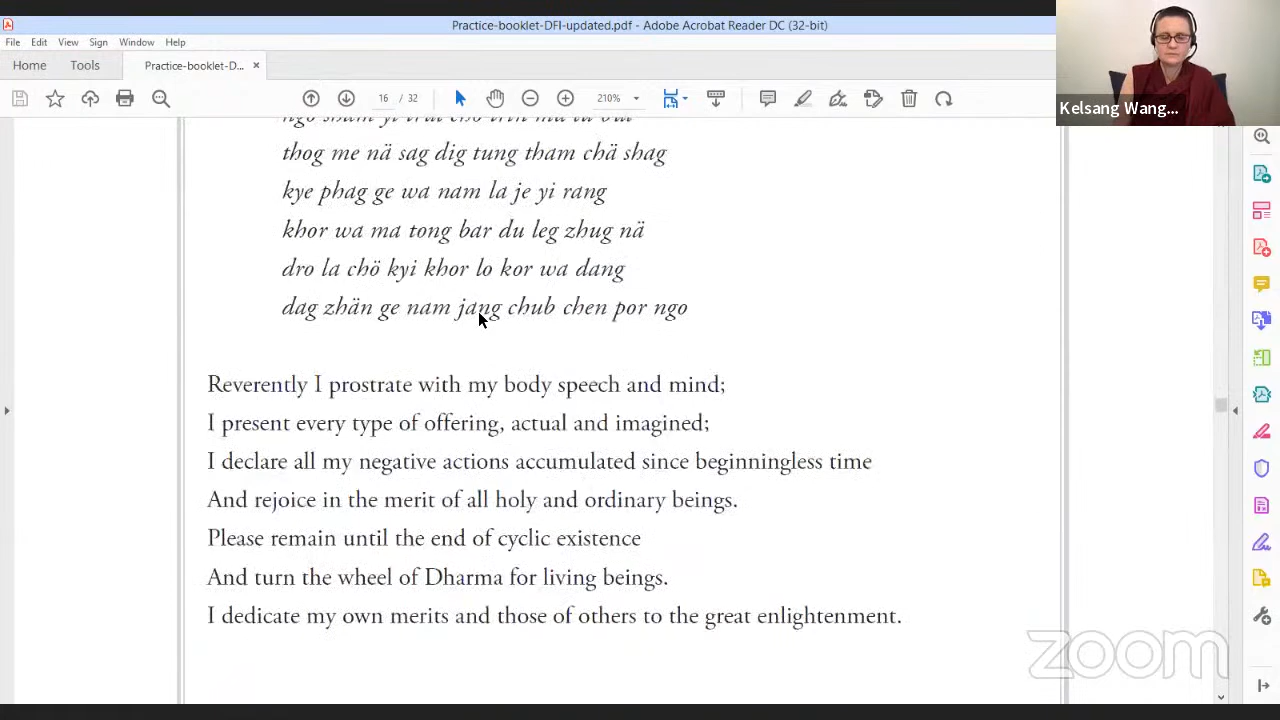 Practice-booklet-DFI-updated.pdf - Adobe Acrobat Reader DC (32-bit)
File Edit View Sign Window Help
Home Tools Practice-booklet-D... ×
16 / 32 210%
Kelsang Wang...
thog me nä sag dig tung tham chä shag
kye phag ge wa nam la je yi rang
khor wa ma tong bar du leg zhug nä
dro la chö kyi khor lo kor wa dang
dag zhän ge nam jang chub chen por ngo
Reverently I prostrate with my body speech and mind;
I present every type of offering, actual and imagined;
I declare all my negative actions accumulated since beginningless time
And rejoice in the merit of all holy and ordinary beings.
Please remain until the end of cyclic existence
And turn the wheel of Dharma for living beings.
I dedicate my own merits and those of others to the great enlightenment.
zoom